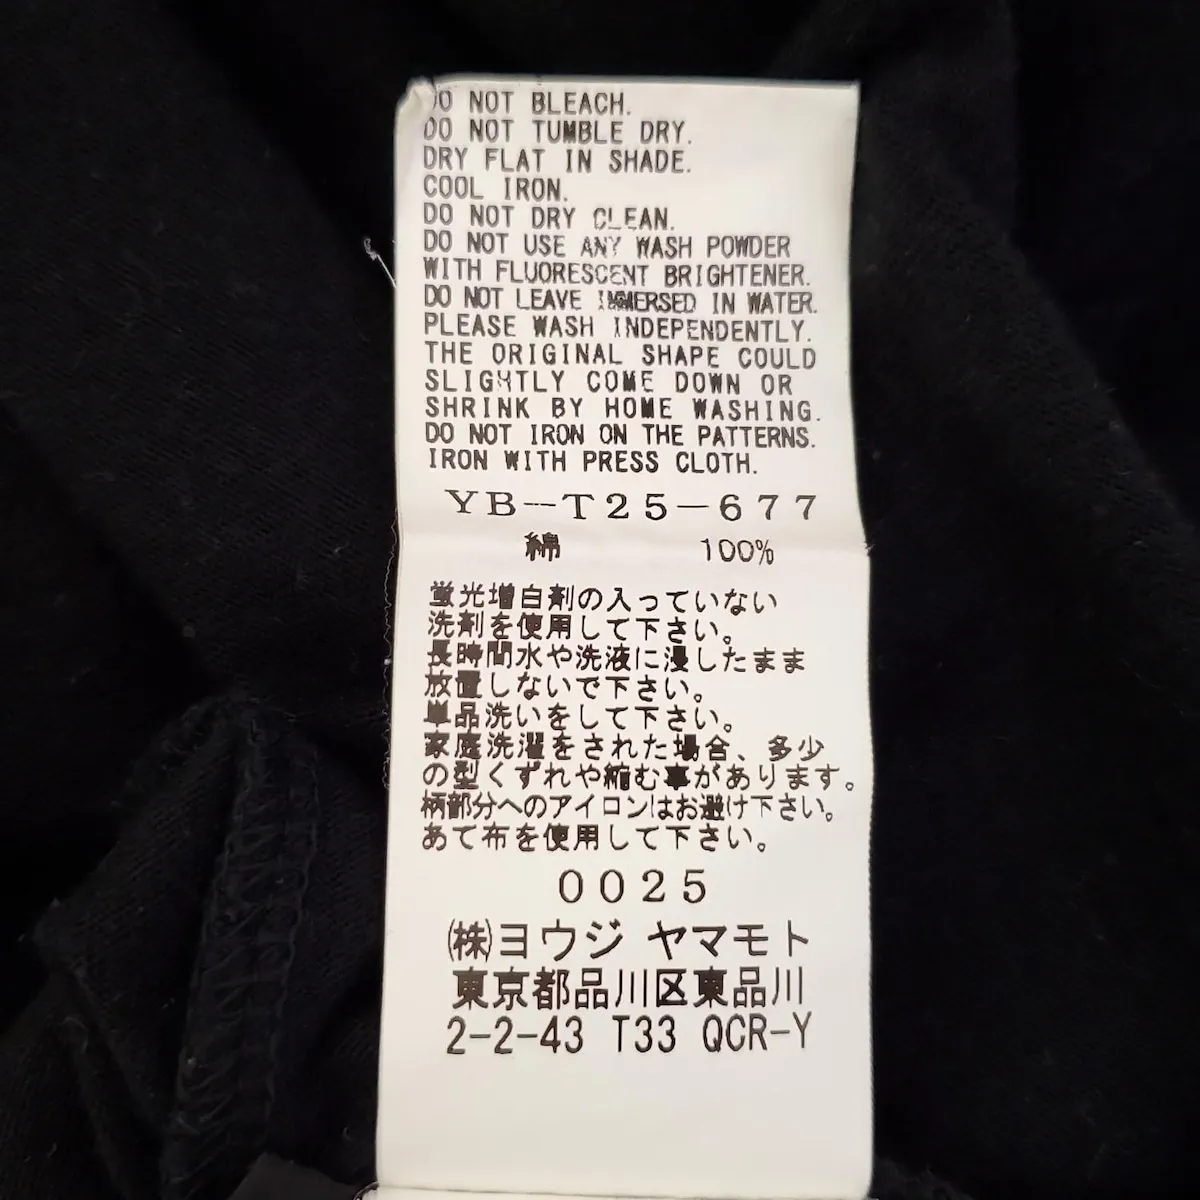 DO NOT BLEACH.
DO NOT TUMBLE DRY.
DRY FLAT IN SHADE.
COOL IRON.
DO NOT DRY CLEAN.
DO NOT USE ANY WASH POWDER
WITH FLUORESCENT BRIGHTENER.
DO NOT LEAVE IMMERSED IN WATER.
PLEASE WASH INDEPENDENTLY.
THE ORIGINAL SHAPE COULD
SLIGHTLY COME DOWN OR
SHRINK BY HOME WASHING.
DO NOT IRON ON THE PATTERNS.
IRON WITH PRESS CLOTH.
YB-T25-677
綿 100%
蛍光増白剤の入っていない
洗剤を使用して下さい。
長時間水や洗液に浸したまま
放置しないで下さい。
単品洗いをして下さい。
家庭洗濯をされた場合、多少
の型くずれや縮む事があります。
柄部分へのアイロンはお避け下さい。
あて布を使用して下さい。
0025
(株)ヨウジ ヤマモト
東京都品川区東品川
2-2-43 T33 QCR-Y